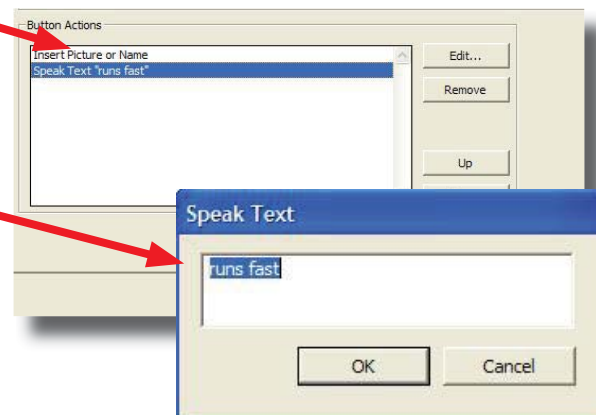 Button Actions
Insert Picture or Name
Speak Text "runs fast"
Edit...
Remove
Up
Speak Text
runs fast
OK
Cancel